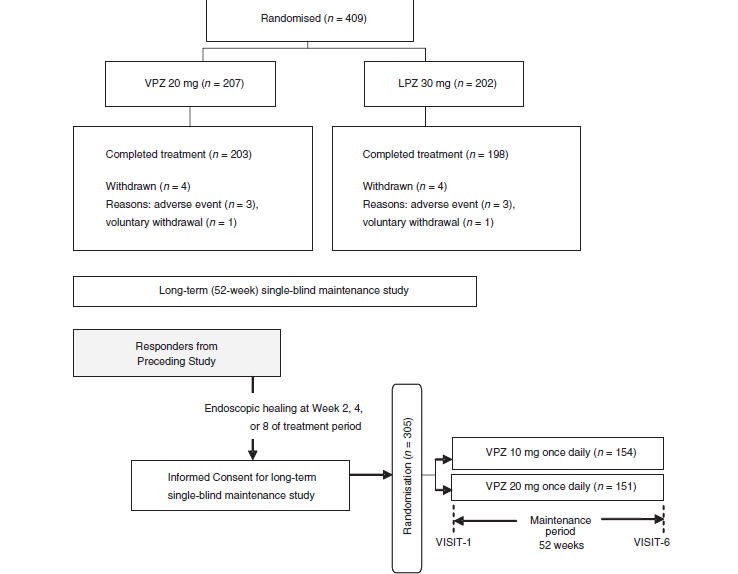 Randomised (n = 409)
VPZ 20 mg (n = 207)
LPZ 30 mg (n = 202)
Completed treatment (n = 203)
Withdrawn (n = 4)
Reasons: adverse event (n = 3),
voluntary withdrawal (n = 1)
Completed treatment (n = 198)
Withdrawn (n = 4)
Reasons: adverse event (n = 3),
voluntary withdrawal (n = 1)
Long-term (52-week) single-blind maintenance study
Responders from
Preceding Study
Endoscopic healing at Week 2, 4,
or 8 of treatment period
Informed Consent for long-term
single-blind maintenance study
Randomisation (n = 305)
VPZ 10 mg once daily (n = 154)
VPZ 20 mg once daily (n = 151)
VISIT-1
Maintenance
period
52 weeks
VISIT-6